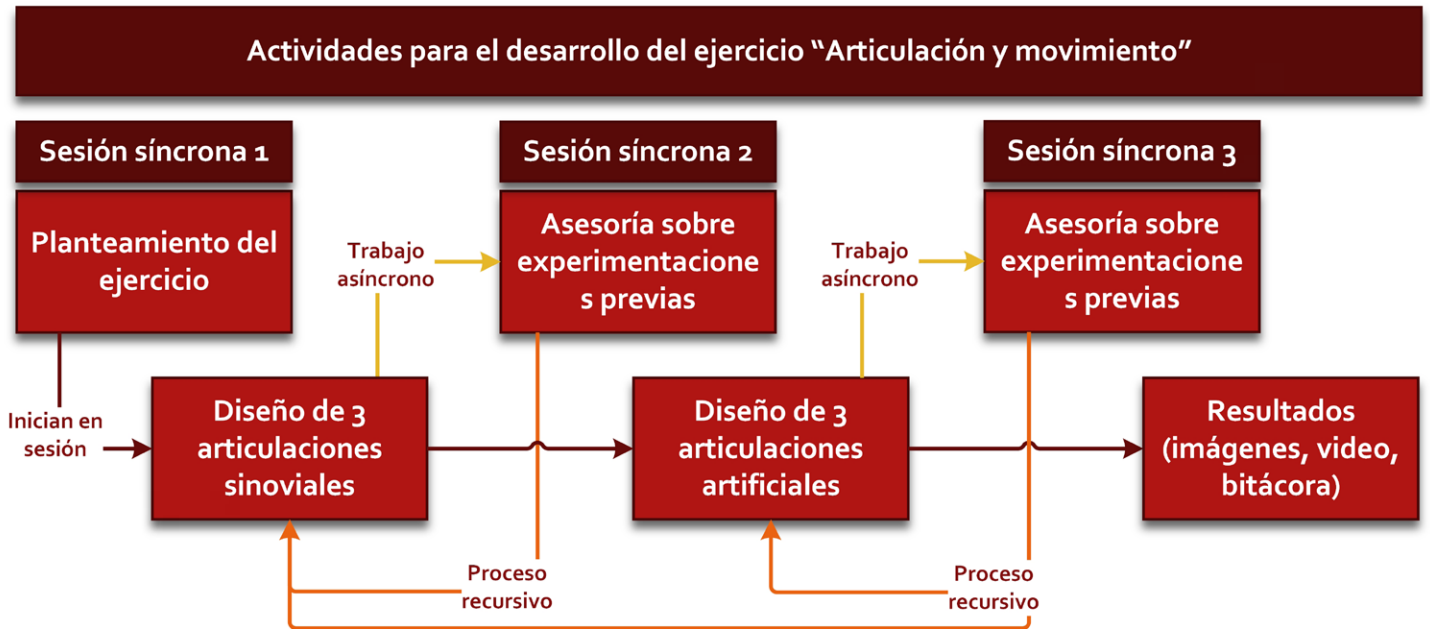 Actividades para el desarrollo del ejercicio “Articulación y movimiento”
Sesión síncrona 1
Planteamiento del
ejercicio
Sesión síncrona 2
Asesoría sobre
experimentacione
s previas
Sesión síncrona 3
Asesoría sobre
experimentacione
s previas
Trabajo
asíncrono
Trabajo
asíncrono
Inician en
sesión
Diseño de 3
articulaciones
sinoviales
Diseño de 3
articulaciones
artificiales
Resultados
(imágenes, video,
bitácora)
Proceso
recursivo
Proceso
recursivo